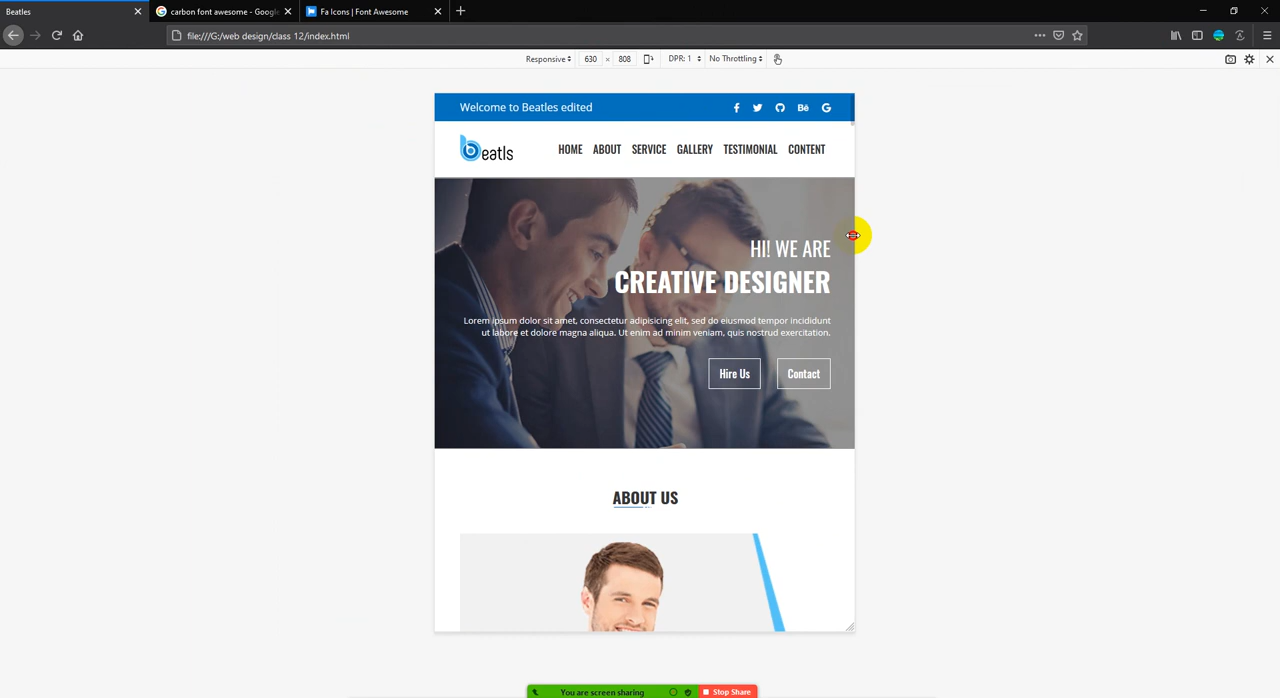 Beatles
carbon font awesome - Google
Fa Icons | Font Awesome
file:///G:/web design/class 12/index.html
Responsive
630 × 808
DPR: 1
No Throttling
Welcome to Beatles edited
beatls
HOME ABOUT SERVICE GALLERY TESTIMONIAL CONTENT
HI! WE ARE
CREATIVE DESIGNER
Lorem ipsum dolor sit amet, consectetur adipisicing elit, sed do eiusmod tempor incididunt
ut labore et dolore magna aliqua. Ut enim ad minim veniam, quis nostrud exercitation.
Hire Us Contact
ABOUT US
You are screen sharing
Stop Share